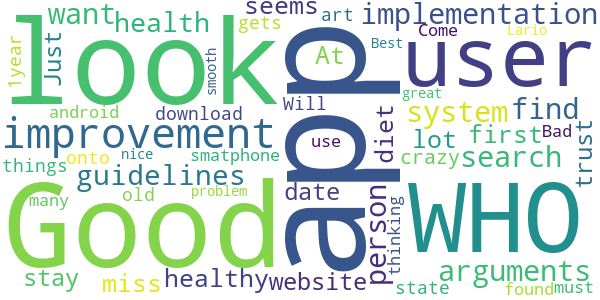 seems
art
implementation
want
health
gets
At
Come
Lario
Best
look
Just
1year
smooth
user
android
download
Will
great
improvement
app
system
find
lot
first
Bad
trust
things
onto
nice
smatphone
use
diet
crazy
search
guidelines
many
old
problem
date
person
thinking
Good
WHO
stay
miss
healthy
website
state
arguments
found
must